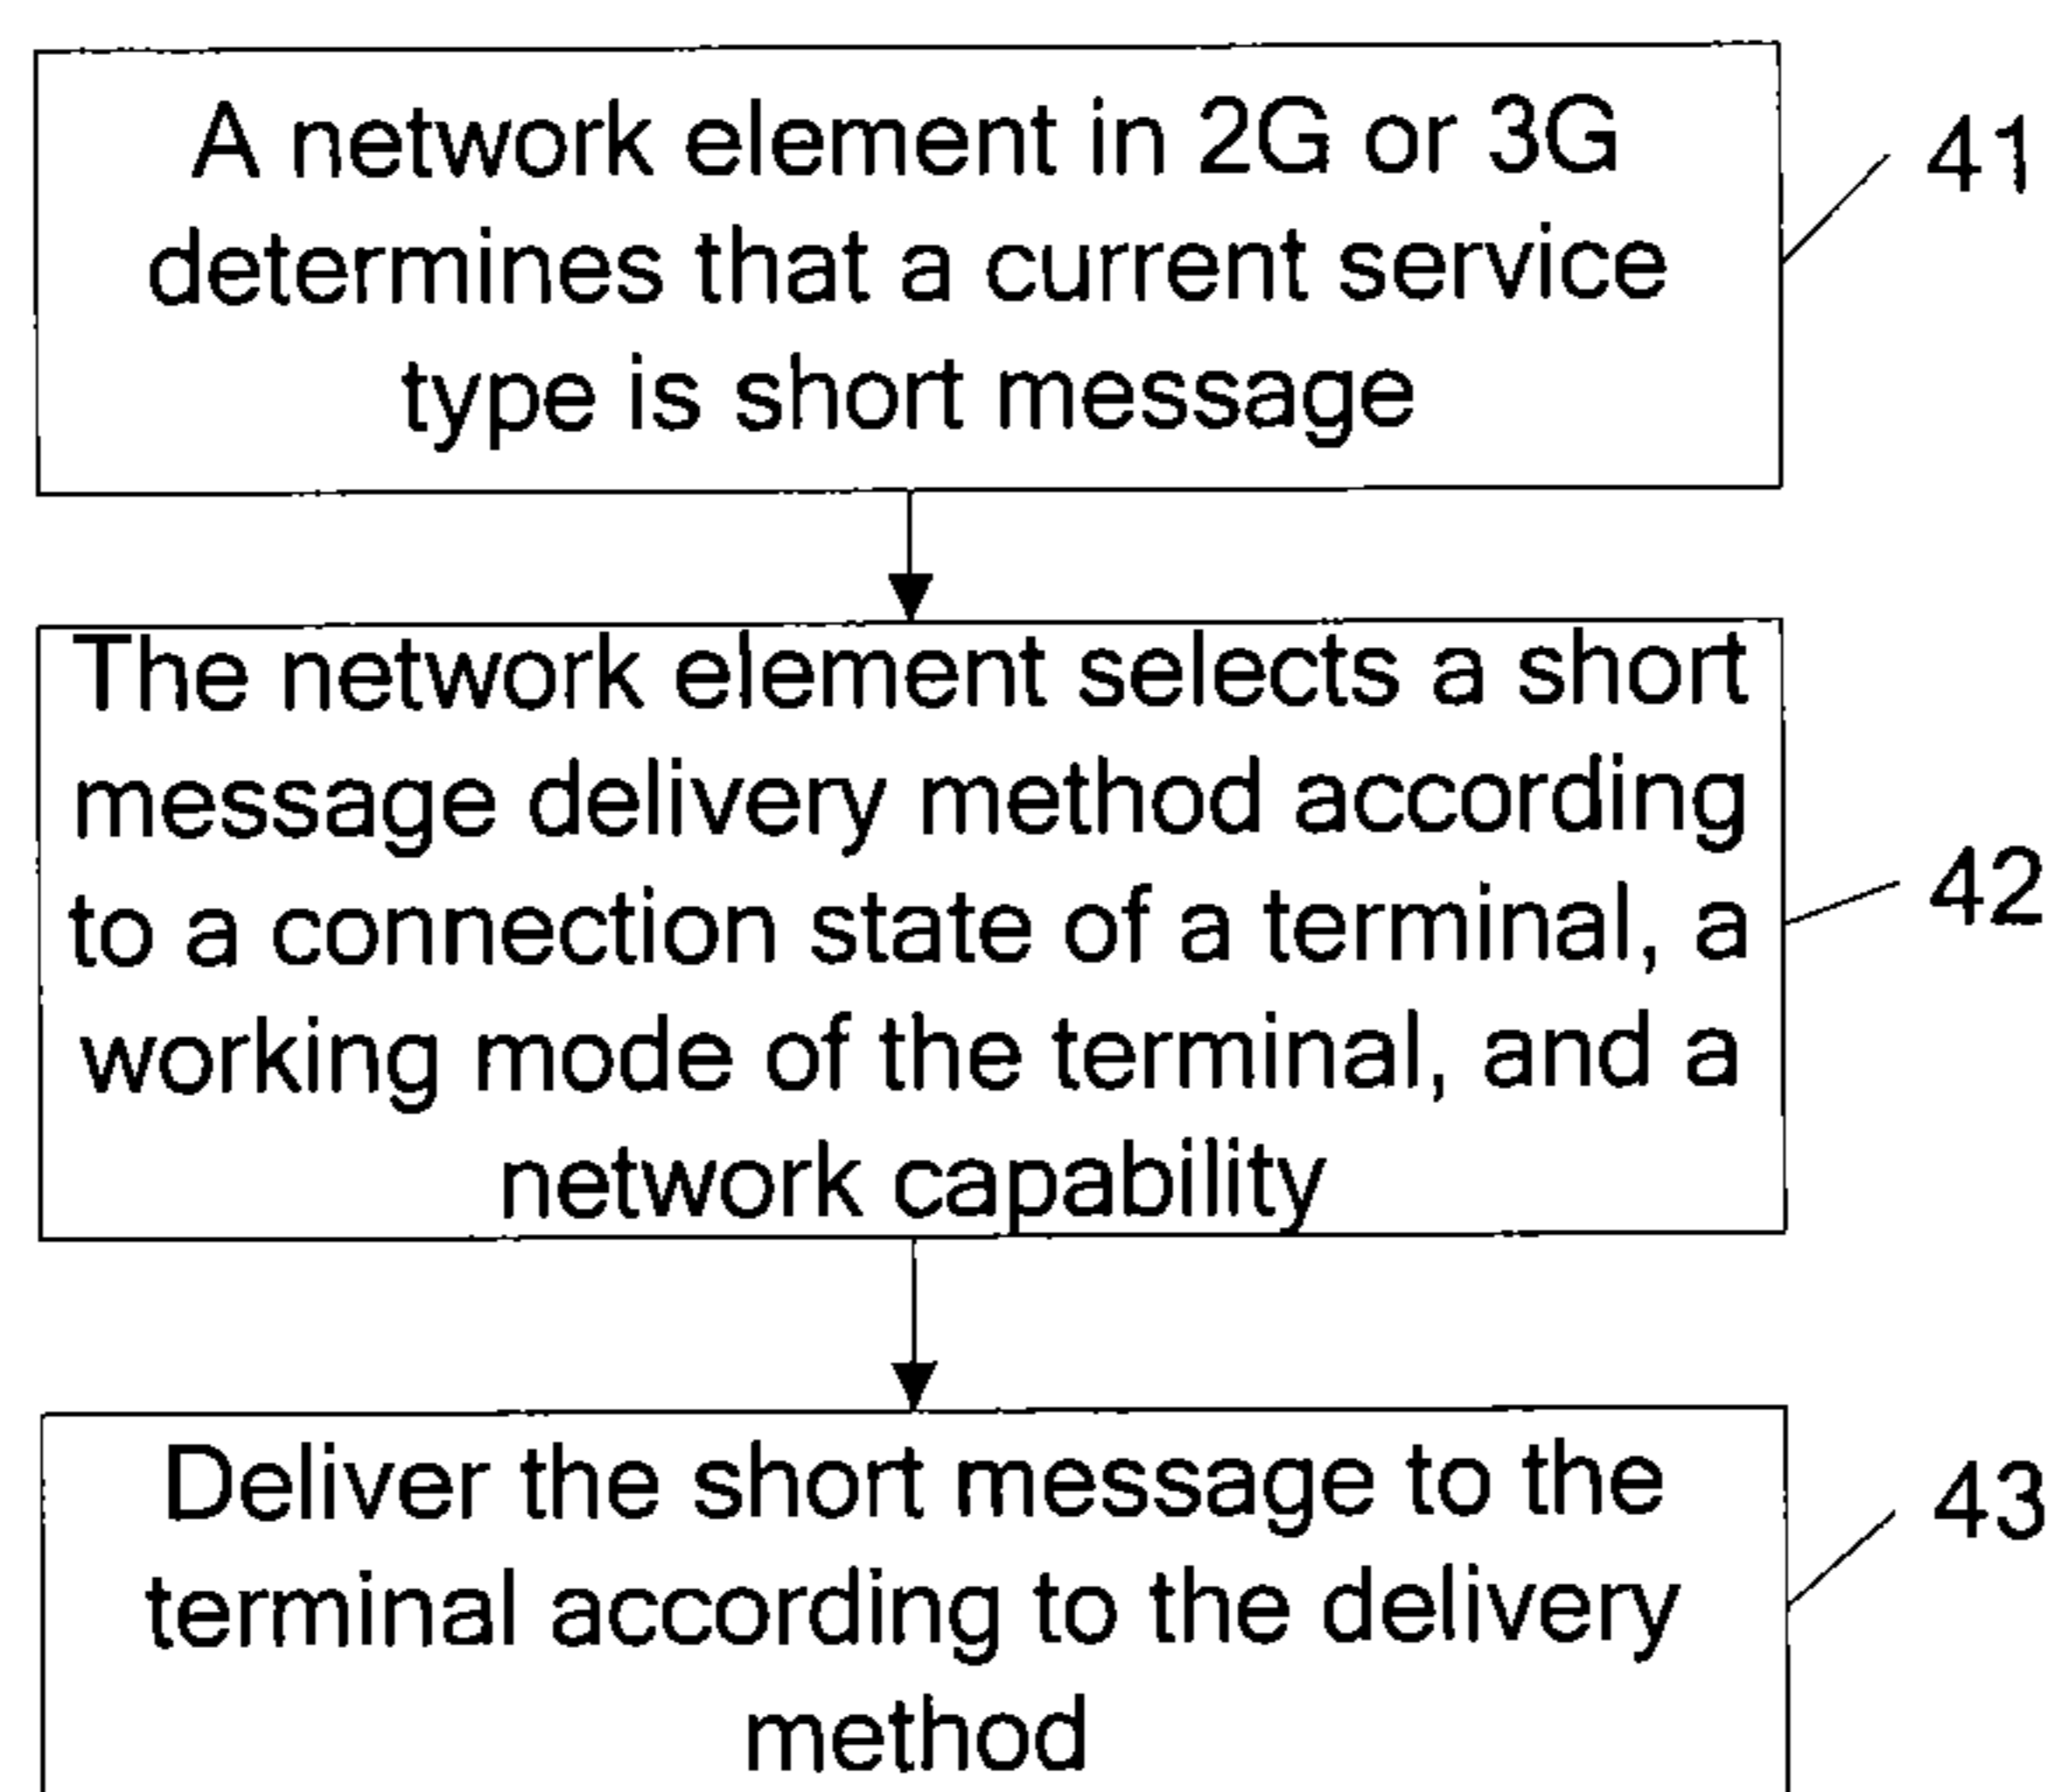 A network element in 2G or 3G
determines that a current service
type is short message
41
The network element selects a short
message delivery method according
to a connection state of a terminal, a
working mode of the terminal, and a
network capability
42
Deliver the short message to the
terminal according to the delivery
method
43